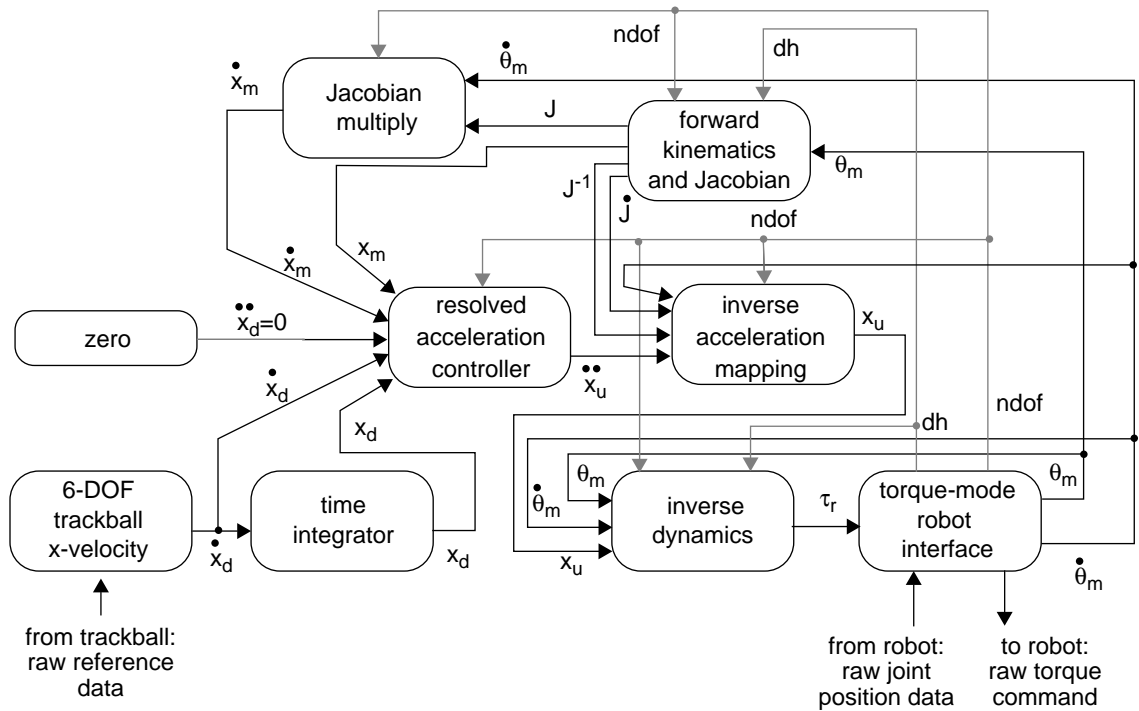 ndof
dh
θ̇m
ẋm
Jacobian
multiply
J
forward
kinematics
and Jacobian
θm
J-1
J̇
ndof
xm
ẋm
ẍd=0
zero
resolved
acceleration
controller
inverse
acceleration
mapping
xu
ẍu
ẋd
xd
ndof
dh
6-DOF
trackball
x-velocity
time
integrator
θm
θ̇m
inverse
dynamics
τr
torque-mode
robot
interface
θm
ẋd
xd
xu
θ̇m
from trackball:
raw reference
data
from robot:
raw joint
position data
to robot:
raw torque
command